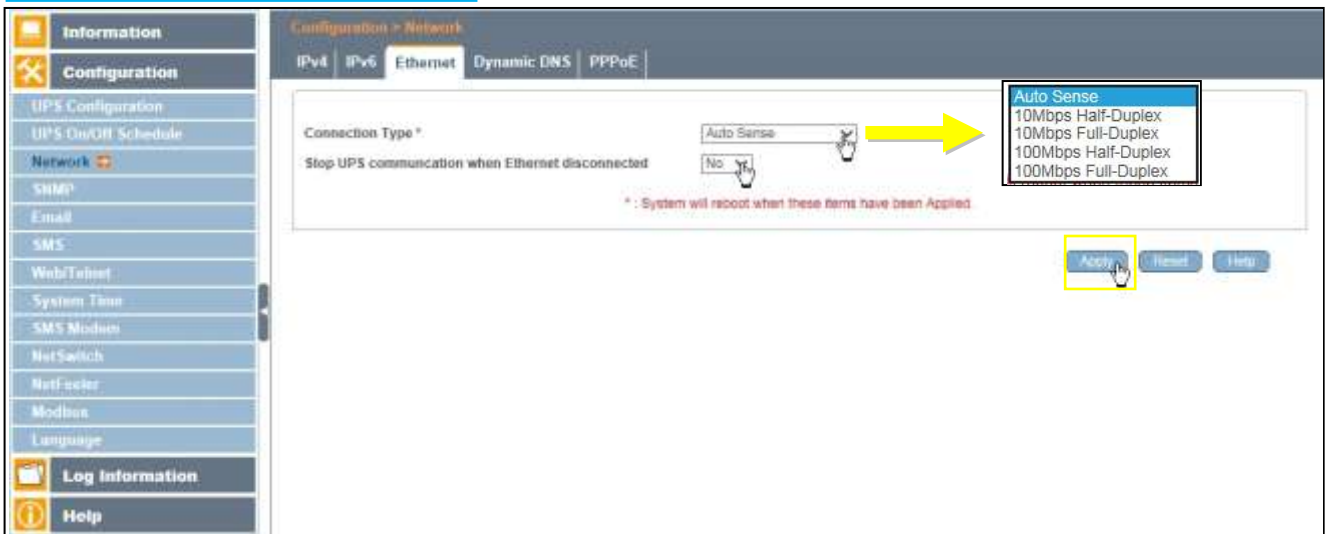 Information
Configuration
UPS Configuration
UPS On/Off Schedule
Network
SNMP
Email
SMS
Web/Telnet
System Time
SMS Modem
NetSwitch
NetFeeler
Modbus
Language
Log Information
Help
Configuration > Network
IPv4 IPv6 Ethernet Dynamic DNS PPPoE
Connection Type * Auto Sense
Stop UPS communcation when Ethernet disconnected No
* : System will reboot when these items have been Applied
Auto Sense
10Mbps Half-Duplex
10Mbps Full-Duplex
100Mbps Half-Duplex
100Mbps Full-Duplex
Apply Reset Help